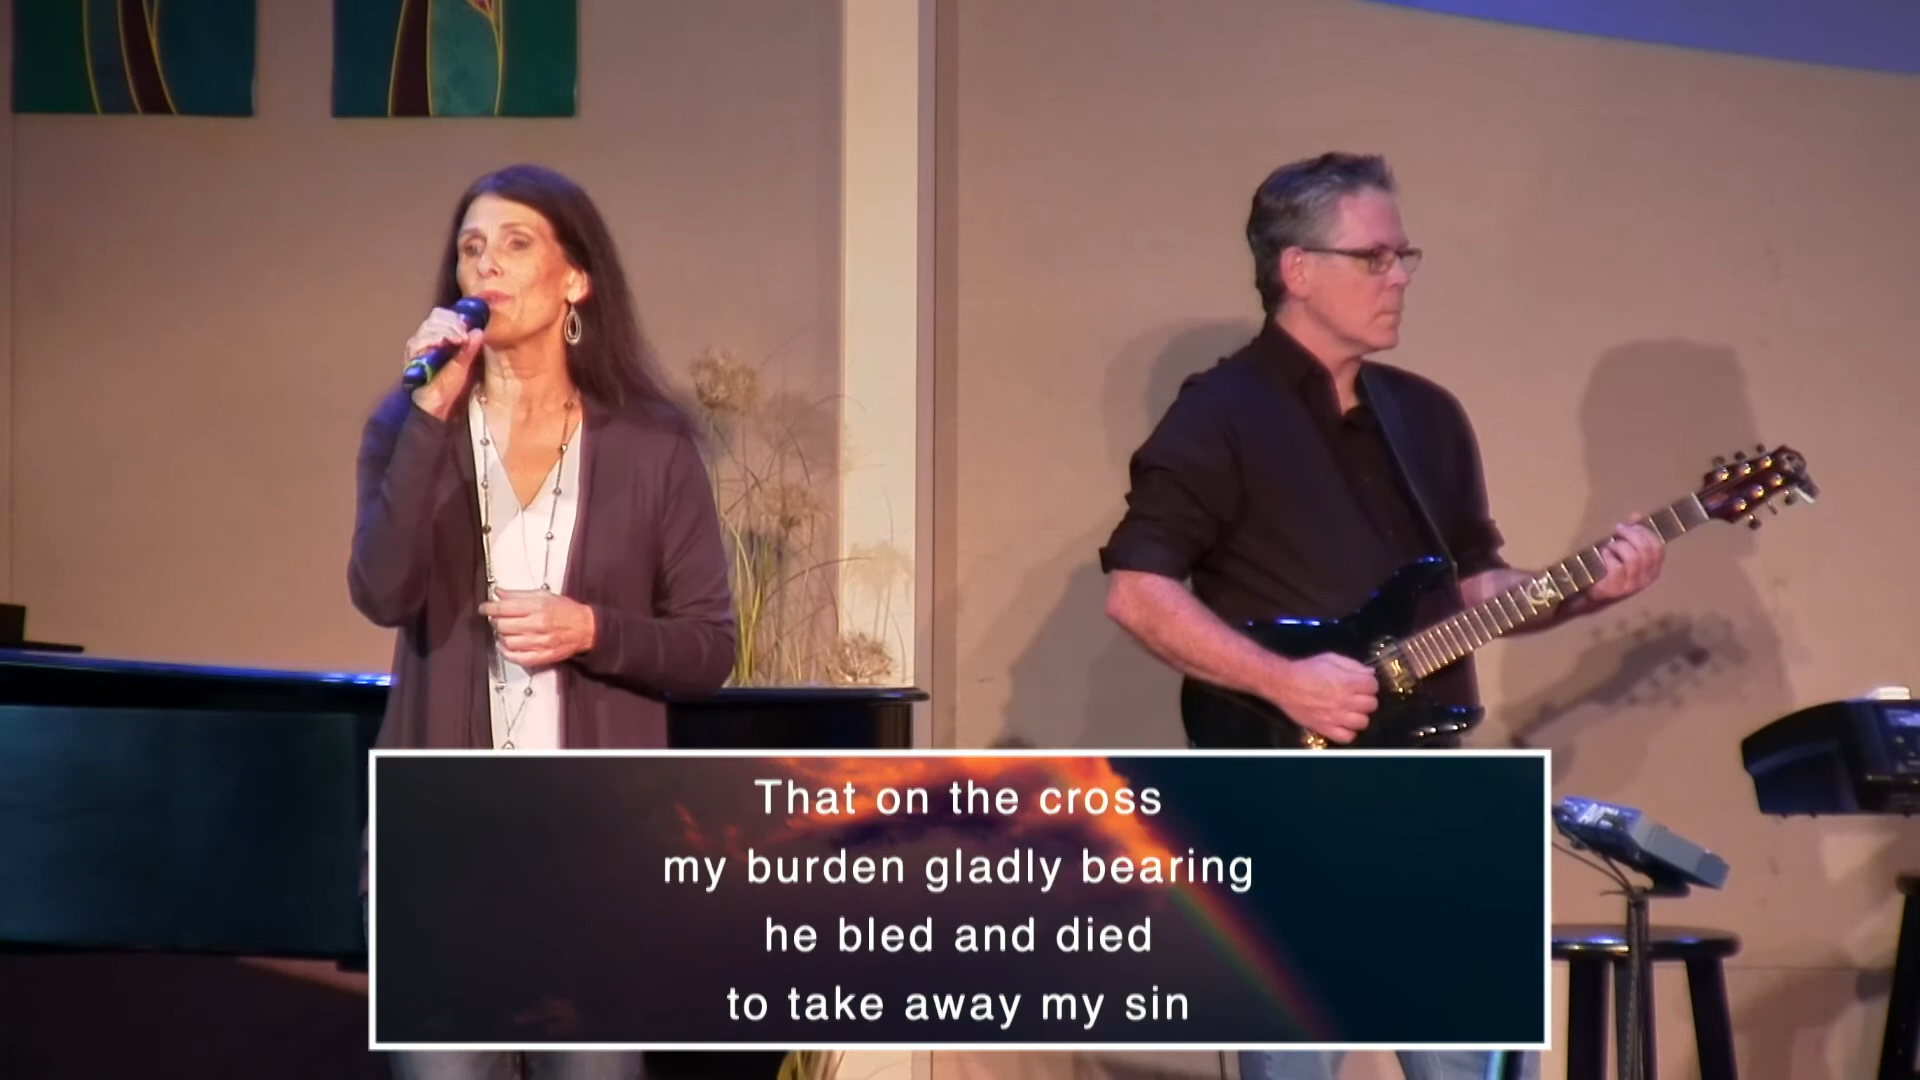 That on the cross
my burden gladly bearing
he bled and died
to take away my sin